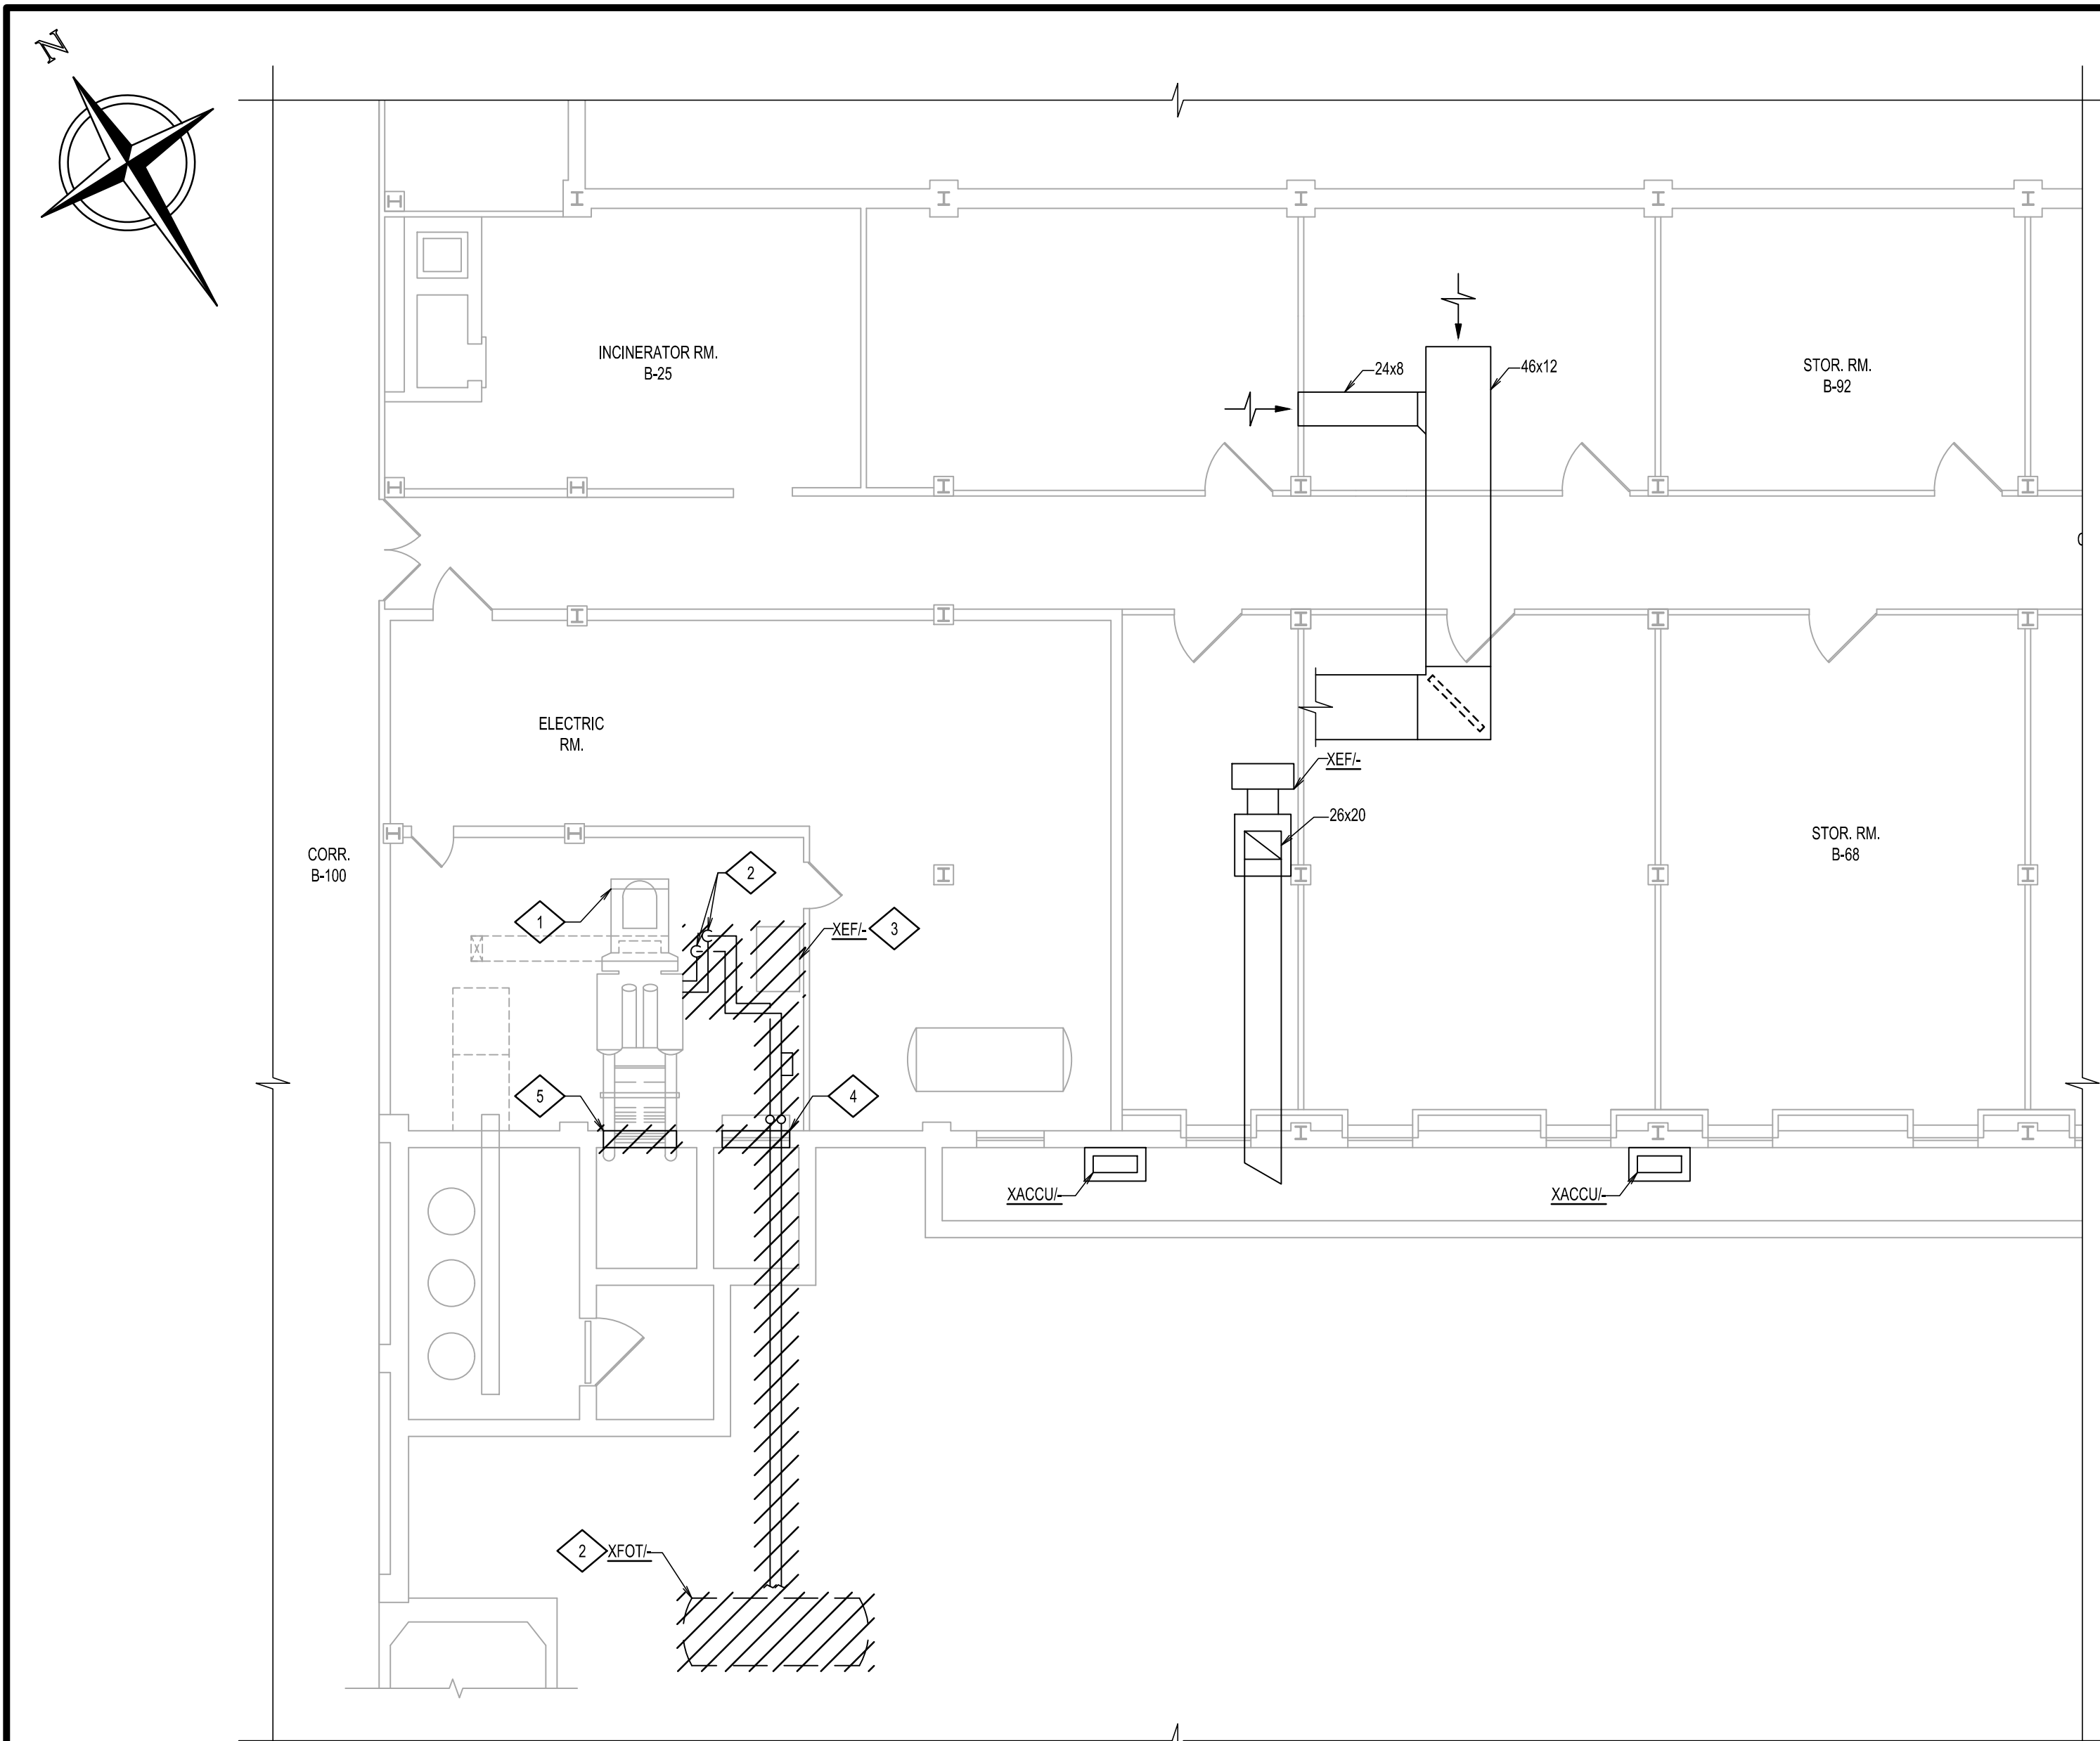 N
INCINERATOR RM.
B-25
24x8
46x12
STOR. RM.
B-92
ELECTRIC
RM.
XEF/-
26x20
STOR. RM.
B-68
CORR.
B-100
1
2
XEF/-
3
5
4
XACCU/-
XACCU/-
2
XFOT/-